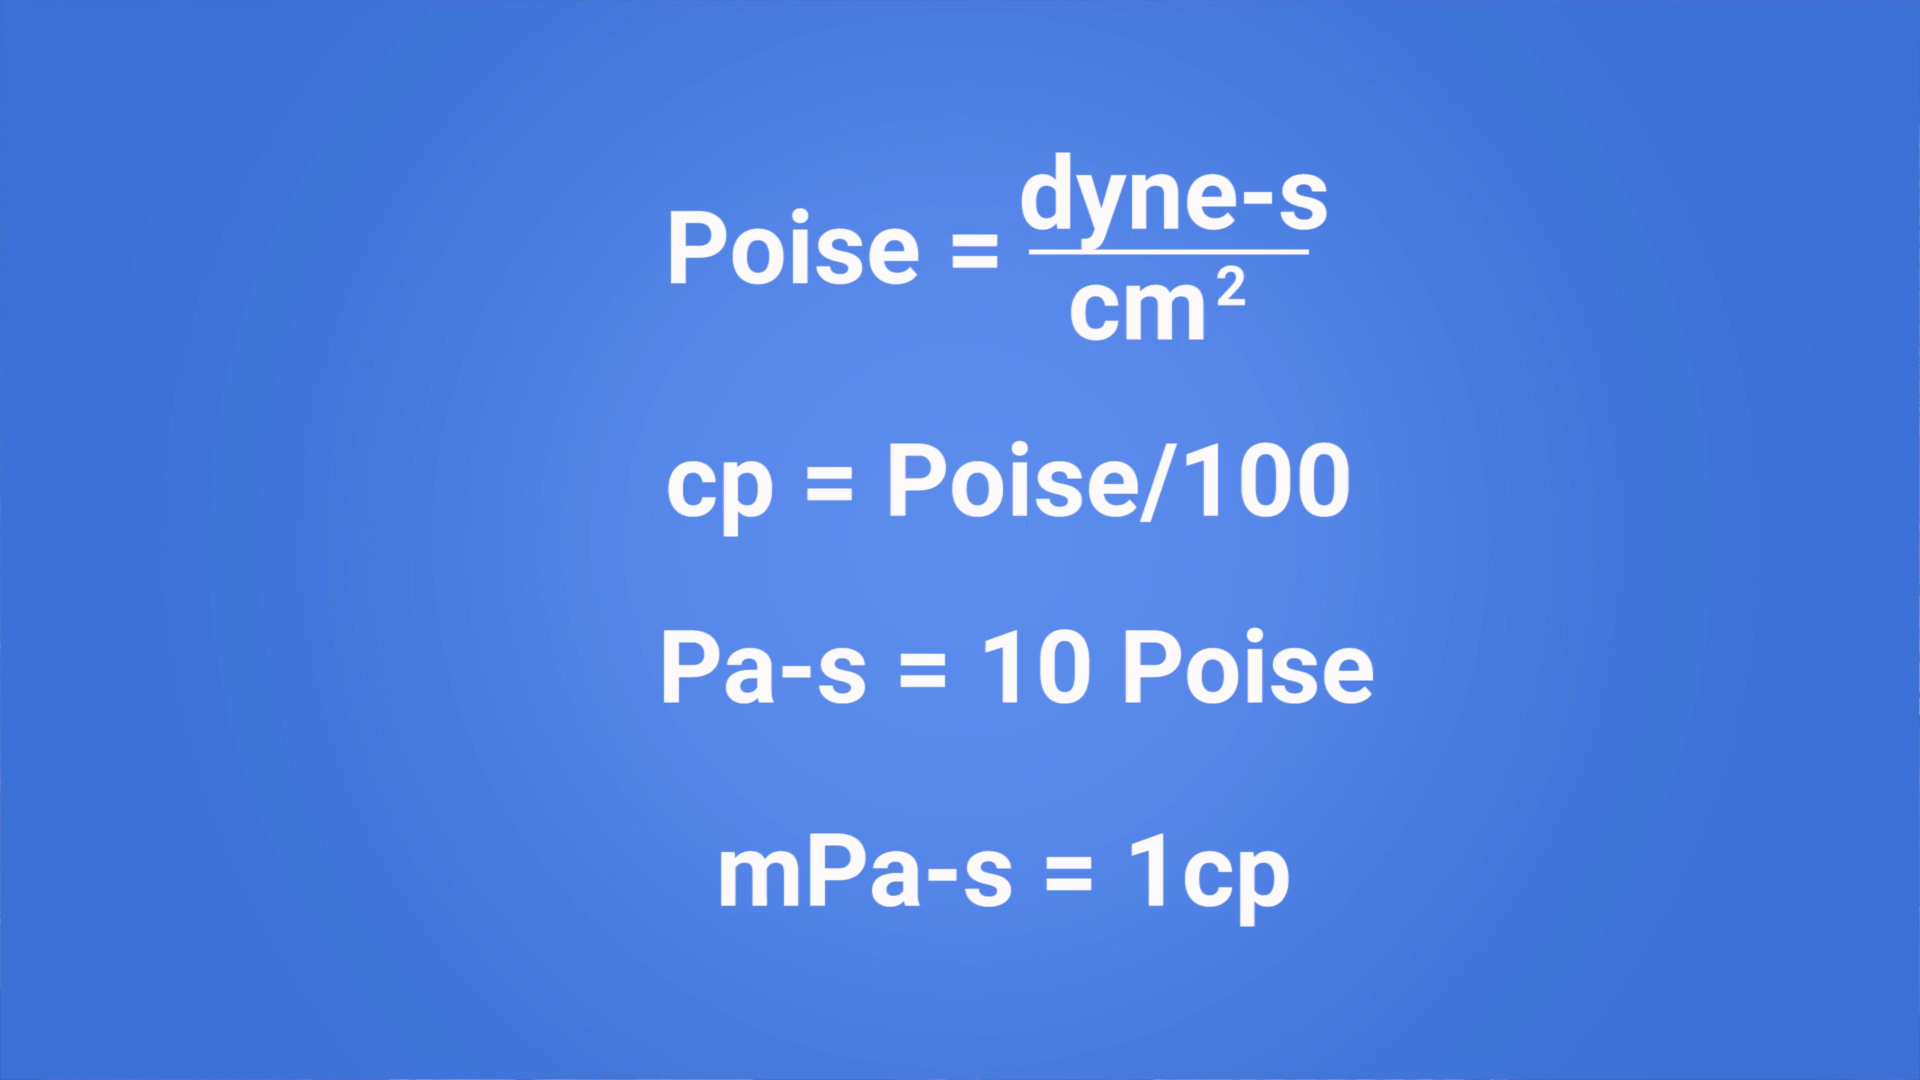 Poise = dyne-s / cm²
cp = Poise/100
Pa-s = 10 Poise
mPa-s = 1cp